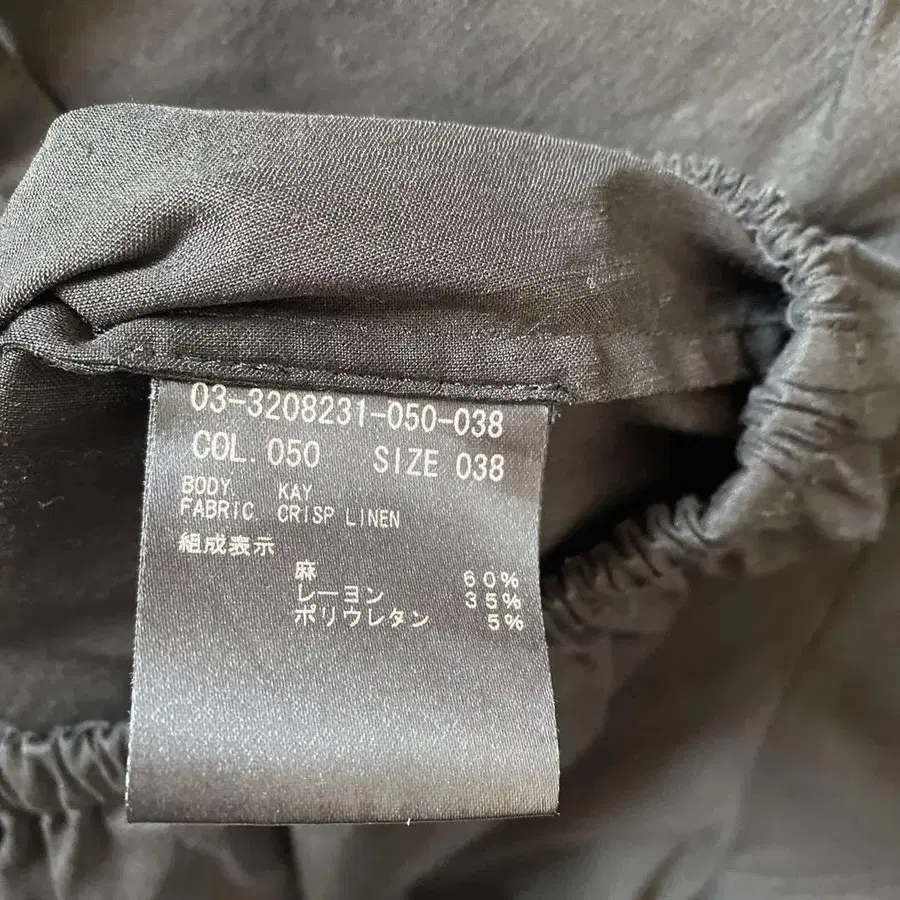 03-3208231-050-038
COL. 050 SIZE 038
BODY KAY
FABRIC CRISP LINEN
組成表示
麻 60%
レーヨン 35%
ポリウレタン 5%